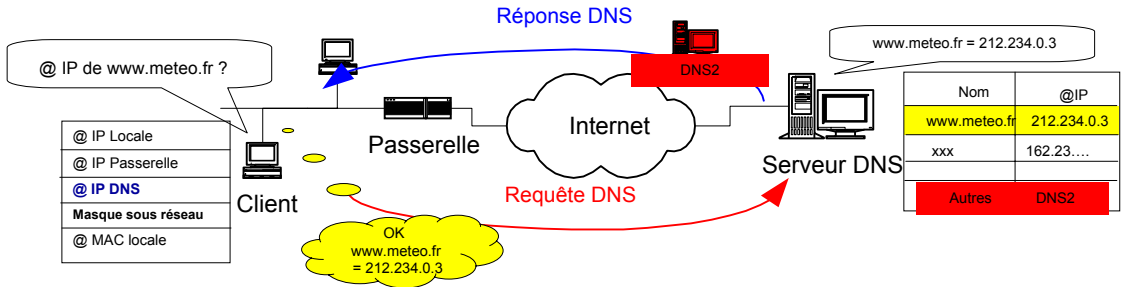 Réponse DNS
@ IP de www.meteo.fr ?
DNS2
www.meteo.fr = 212.234.0.3
@ IP Locale
@ IP Passerelle
@ IP DNS
Masque sous réseau
@ MAC locale
Client
Passerelle
Internet
Serveur DNS
Nom @IP
www.meteo.fr 212.234.0.3
xxx 162.23....
Autres DNS2
Requête DNS
OK
www.meteo.fr
= 212.234.0.3